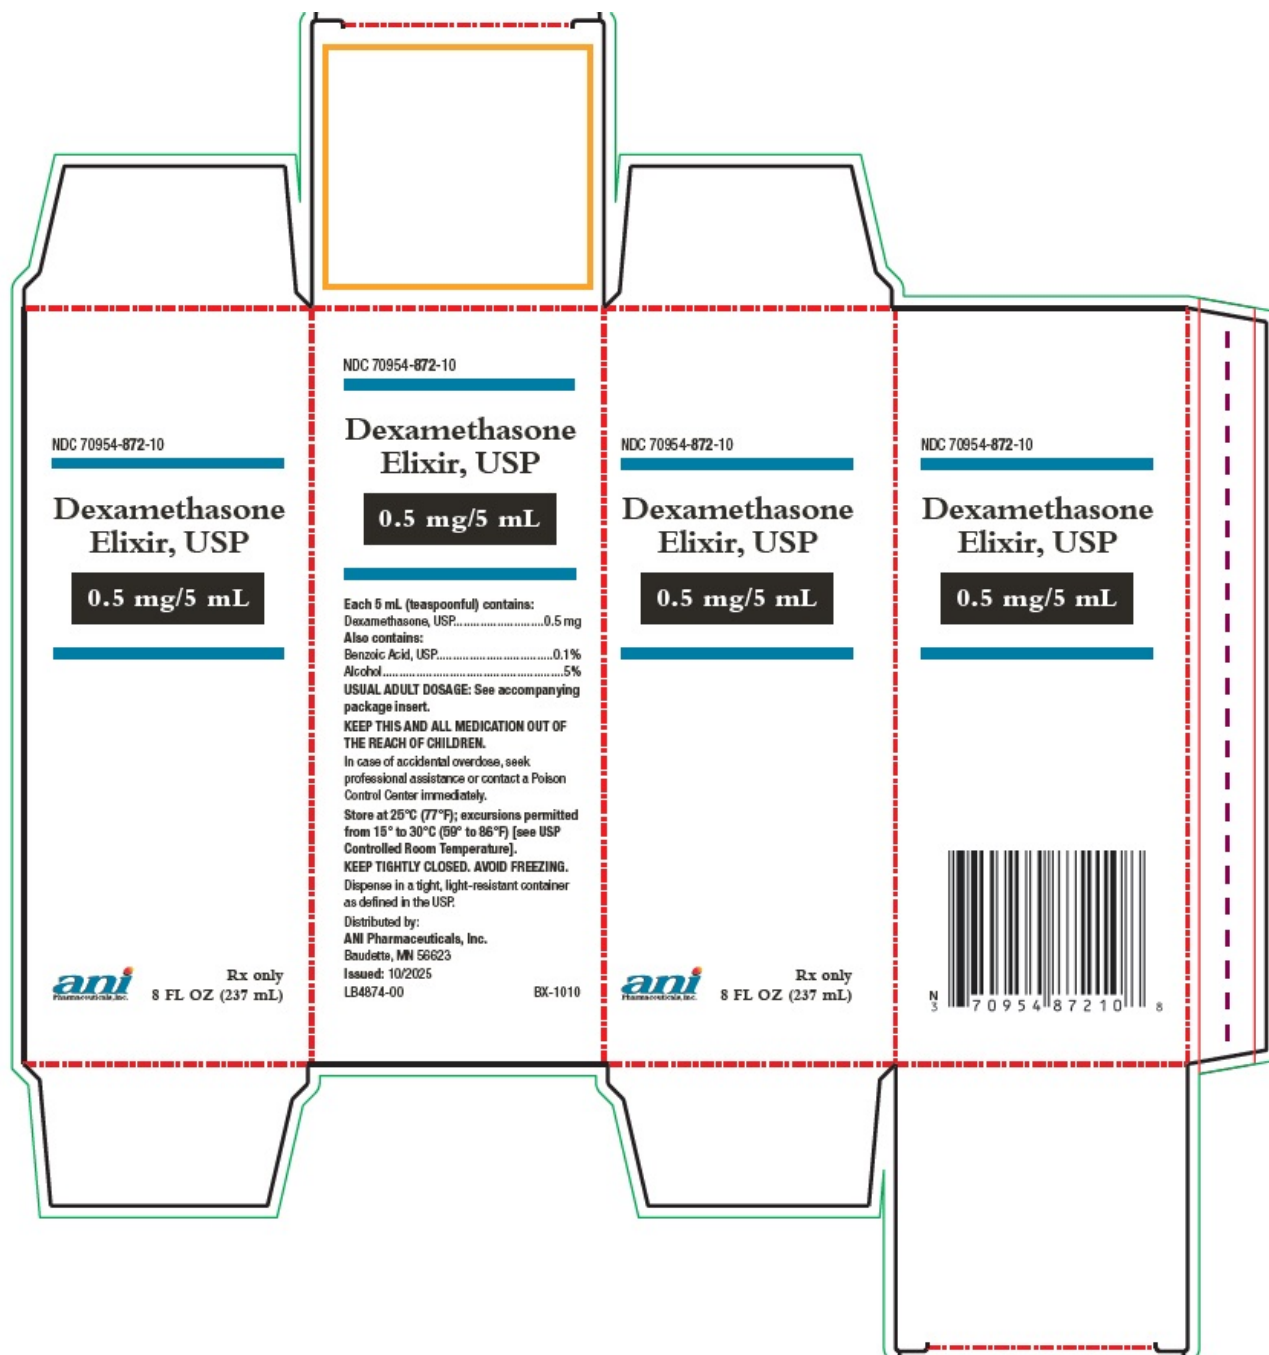 NDC 70954-872-10
Dexamethasone
Elixir, USP
0.5 mg/5 mL
ani
Pharmaceuticals, Inc.
Rx only
8 FL OZ (237 mL)
NDC 70954-872-10
Dexamethasone
Elixir, USP
0.5 mg/5 mL
Each 5 mL (teaspoonful) contains:
Dexamethasone, USP...........................0.5 mg
Also contains:
Benzoic Acid, USP...................................0.1%
Alcohol.......................................................5%
USUAL ADULT DOSAGE: See accompanying
package insert.
KEEP THIS AND ALL MEDICATION OUT OF
THE REACH OF CHILDREN.
In case of accidental overdose, seek
professional assistance or contact a Poison
Control Center immediately.
Store at 25°C (77°F); excursions permitted
from 15° to 30°C (59° to 86°F) [see USP
Controlled Room Temperature].
KEEP TIGHTLY CLOSED. AVOID FREEZING.
Dispense in a tight, light-resistant container
as defined in the USP.
Distributed by:
ANI Pharmaceuticals, Inc.
Baudette, MN 56623
Issued: 10/2025
LB4874-00 BX-1010
NDC 70954-872-10
Dexamethasone
Elixir, USP
0.5 mg/5 mL
ani
Pharmaceuticals, Inc.
Rx only
8 FL OZ (237 mL)
NDC 70954-872-10
Dexamethasone
Elixir, USP
0.5 mg/5 mL
N
3 70954 87210 8